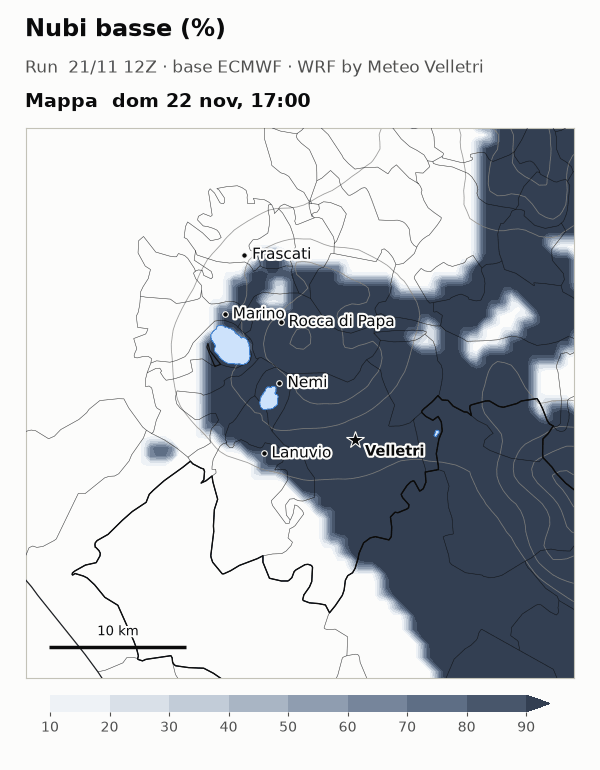 Nubi basse (%)
Run 21/11 12Z · base ECMWF · WRF by Meteo Velletri
Mappa dom 22 nov, 17:00
Frascati
Marino
Rocca di Papa
Nemi
Velletri
Lanuvio
10 km
10 20 30 40 50 60 70 80 90